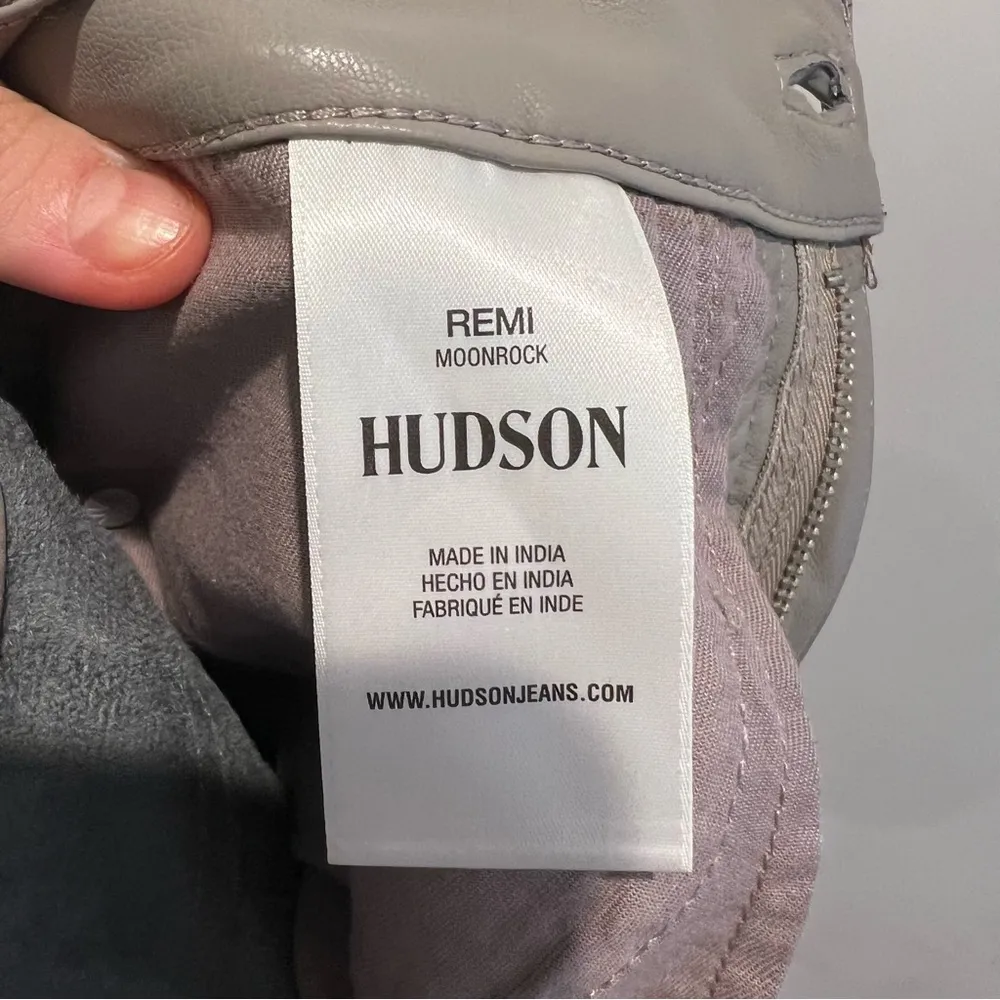 REMI
MOONROCK
HUDSON
MADE IN INDIA
HECHO EN INDIA
FABRIQUÉ EN INDE
WWW.HUDSONJEANS.COM